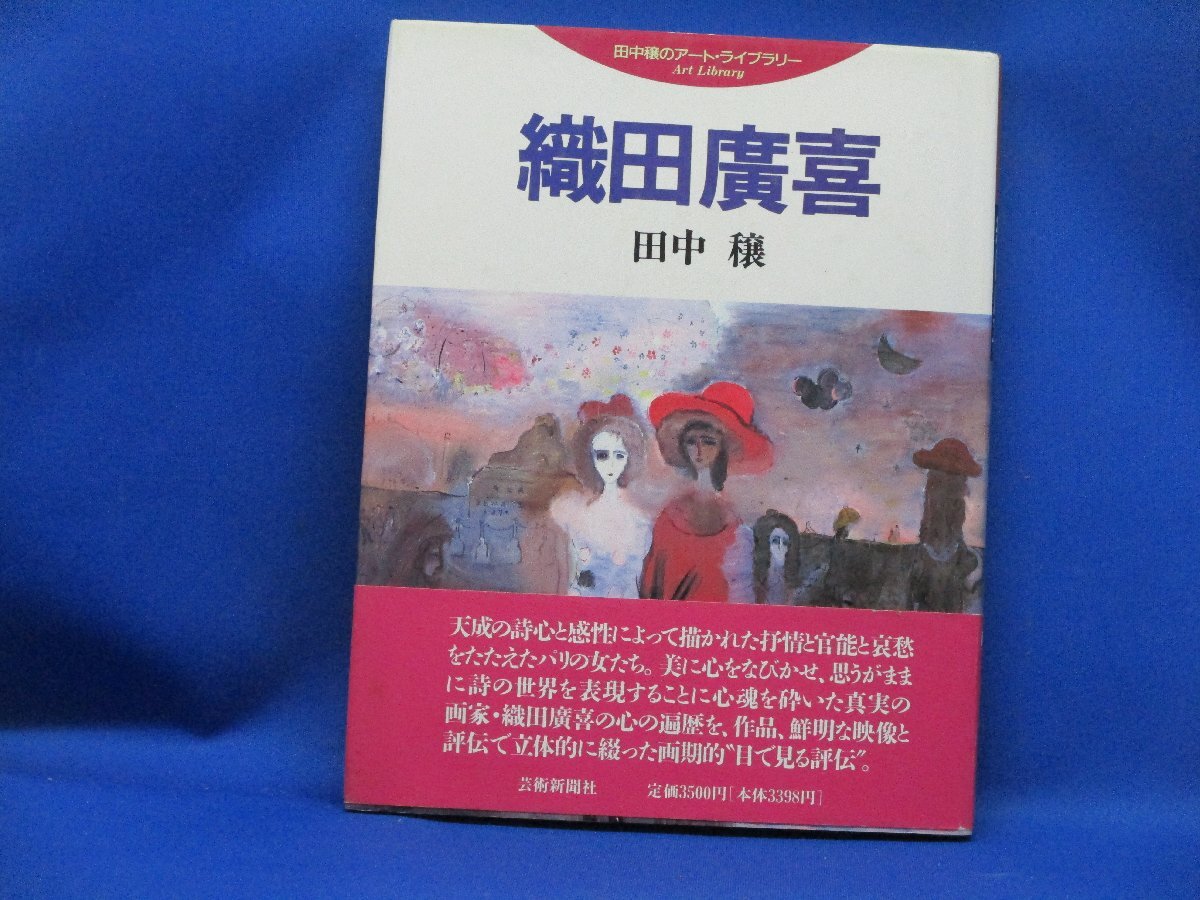 田中穣のアート・ライブラリー
Art Library
織田廣喜
田中 穣
天成の詩心と感性によって描かれた抒情と官能と哀愁
をたたえたパリの女たち。美に心をなびかせ、思うがまま
に詩の世界を表現することに心魂を砕いた真実の
画家・織田廣喜の心の遍歴を、作品、鮮明な映像と
評伝で立体的に綴った画期的〝目で見る評伝〟。
芸術新聞社 定価3500円[本体3398円]